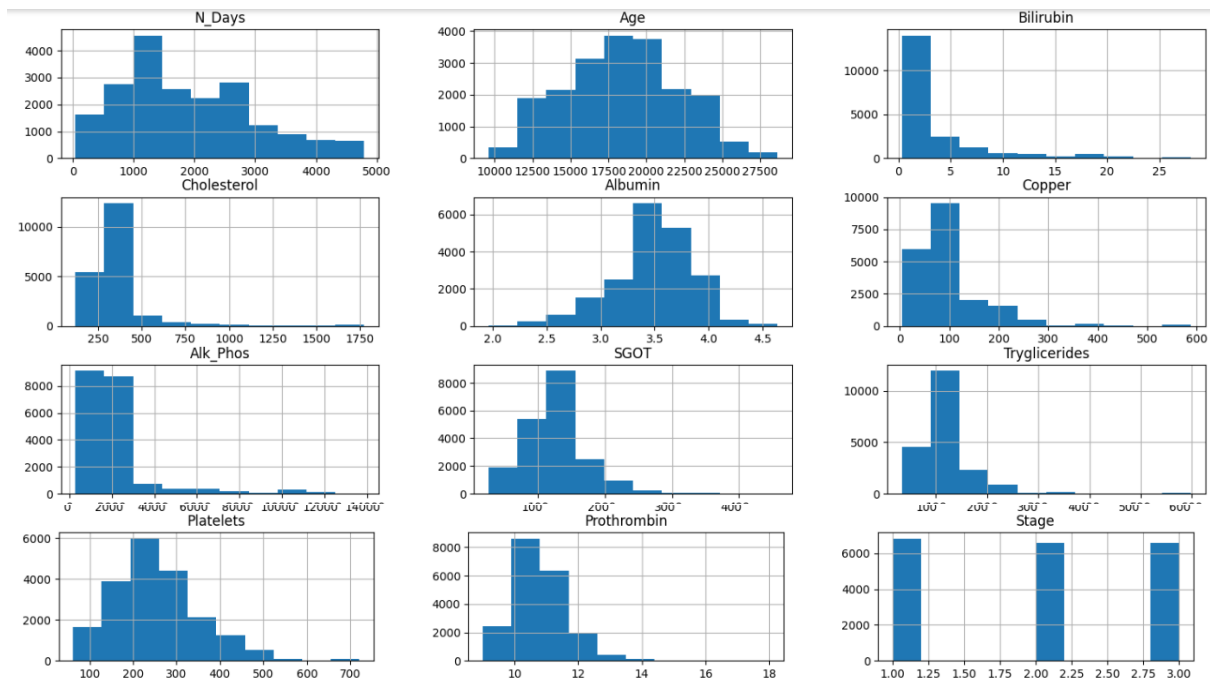 N_Days Age Bilirubin
4000 3000 2000 1000 0
0 1000 2000 3000 4000 5000
4000 3000 2000 1000 0
10000 12500 15000 17500 20000 22500 25000 27500
10000 5000 0
0 5 10 15 20 25
Cholesterol Albumin Copper
10000 5000 0
250 500 750 1000 1250 1500 1750
6000 4000 2000 0
2.0 2.5 3.0 3.5 4.0 4.5
10000 7500 5000 2500 0
0 100 200 300 400 500 600
Alk_Phos SGOT Tryglicerides
8000 6000 4000 2000 0
0 2000 4000 6000 8000 10000 12000 14000
8000 6000 4000 2000 0
100 200 300 400
10000 5000 0
100 200 300 400 500 600
Platelets Prothrombin Stage
6000 4000 2000 0
100 200 300 400 500 600 700
8000 6000 4000 2000 0
10 12 14 16 18
6000 4000 2000 0
1.00 1.25 1.50 1.75 2.00 2.25 2.50 2.75 3.00